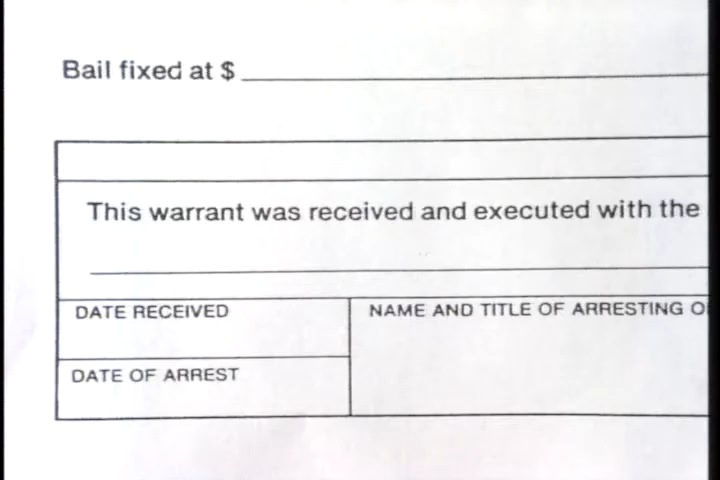 Bail fixed at $
This warrant was received and executed with the
DATE RECEIVED
NAME AND TITLE OF ARRESTING O
DATE OF ARREST